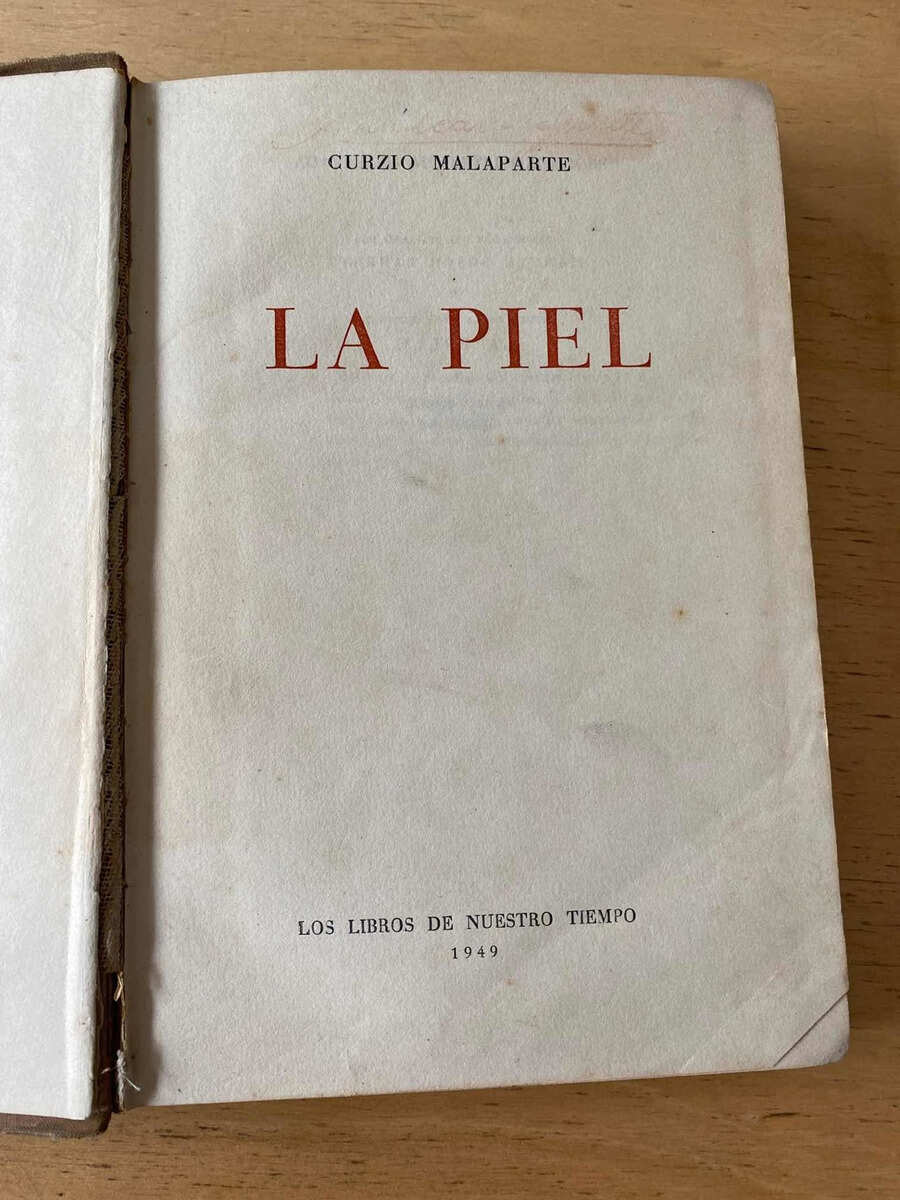 CURZIO MALAPARTE
LA PIEL
LOS LIBROS DE NUESTRO TIEMPO
1949